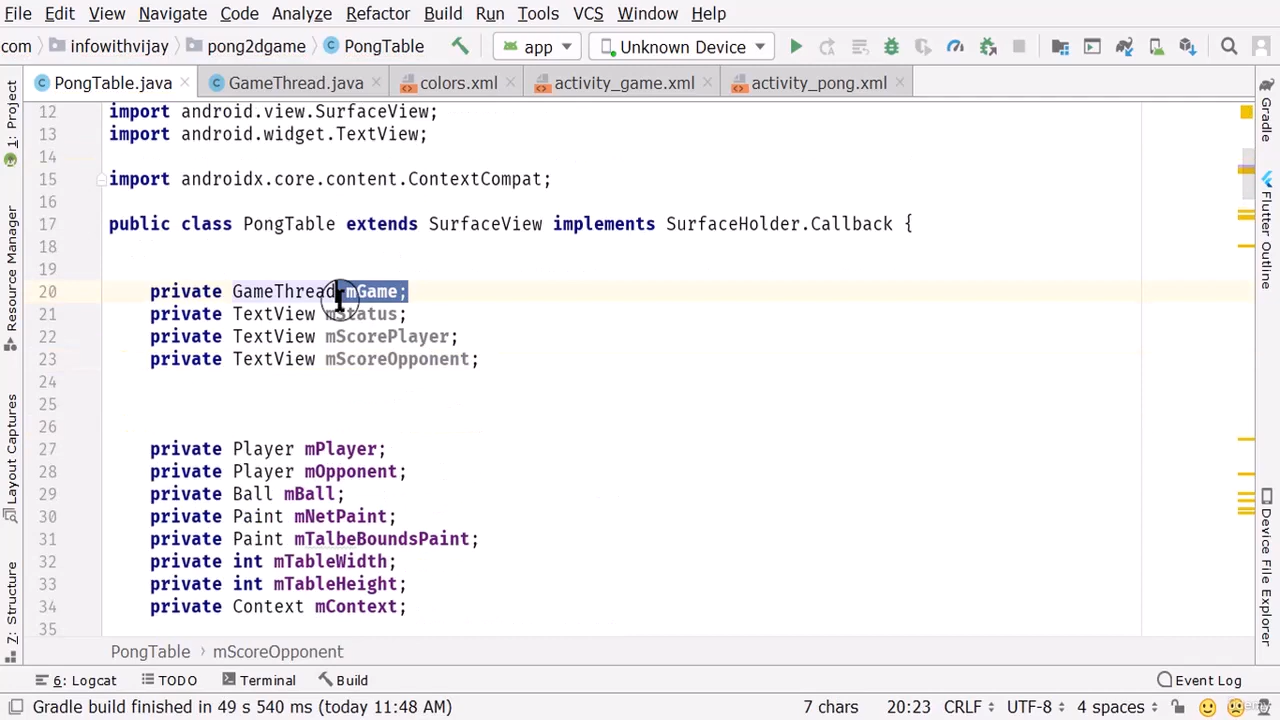 File Edit View Navigate Code Analyze Refactor Build Run Tools VCS Window Help
com infowithvijay pong2dgame PongTable app Unknown Device
PongTable.java GameThread.java colors.xml activity_game.xml activity_pong.xml
12 import android.view.SurfaceView;
13 import android.widget.TextView;
14
15 import androidx.core.content.ContextCompat;
16
17 public class PongTable extends SurfaceView implements SurfaceHolder.Callback {
18
19
20 private GameThread mGame;
21 private TextView mStatus;
22 private TextView mScorePlayer;
23 private TextView mScoreOpponent;
24
25
26
27 private Player mPlayer;
28 private Player mOpponent;
29 private Ball mBall;
30 private Paint mNetPaint;
31 private Paint mTalbeBoundsPaint;
32 private int mTableWidth;
33 private int mTableHeight;
34 private Context mContext;
35
PongTable › mScoreOpponent
6: Logcat TODO Terminal Build Event Log
Gradle build finished in 49 s 540 ms (today 11:48 AM) 7 chars 20:23 CRLF UTF-8 4 spaces
1: Project
Resource Manager
Layout Captures
Z: Structure
Gradle
Flutter Outline
Device File Explorer